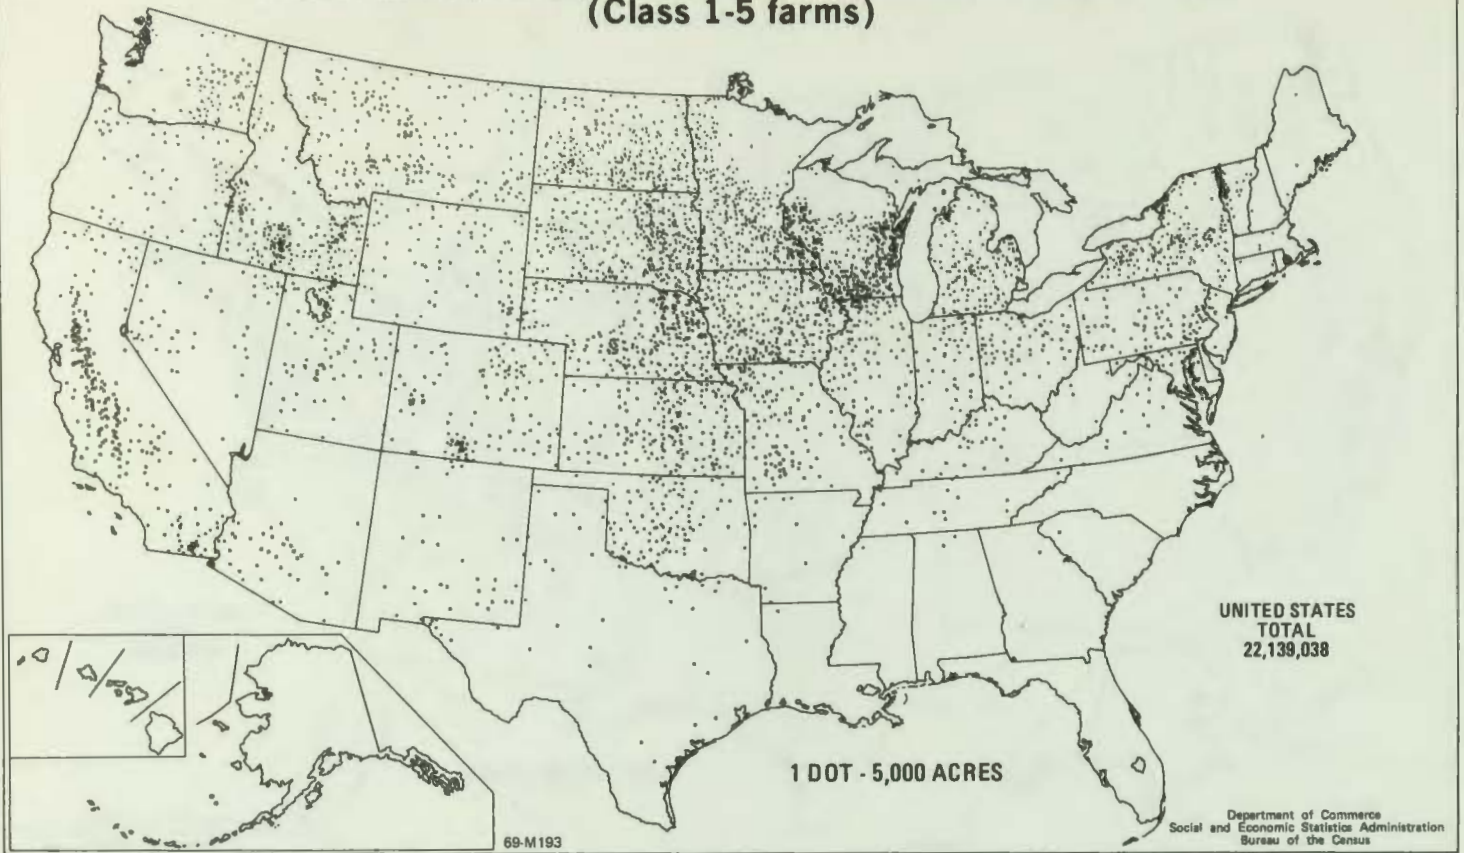 (Class 1-5 farms)
UNITED STATES
TOTAL
22,139,038
1 DOT - 5,000 ACRES
69-M193
Department of Commerce
Social and Economic Statistics Administration
Bureau of the Census